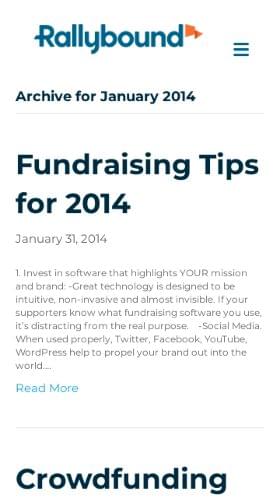 Rallybound
Archive for January 2014
Fundraising Tips
for 2014
January 31, 2014
1. Invest in software that highlights YOUR mission
and brand: -Great technology is designed to be
intuitive, non-invasive and almost invisible. If your
supporters know what fundraising software you use,
it's distracting from the real purpose.    -Social Media.
When used properly, Twitter, Facebook, YouTube,
WordPress help to propel your brand out into the
world....
Read More
Crowdfunding